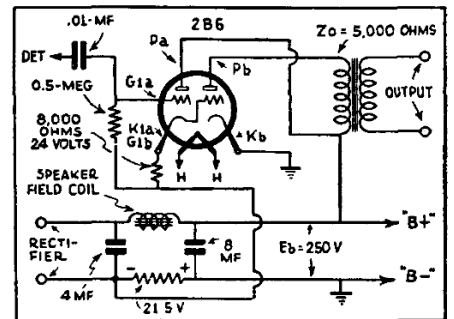 .01-MF
2B6
Pa
Zo = 5,000 OHMS
DET
Pb
0.5-MEG
G1a
OUTPUT
8,000
OHMS
24 VOLTS
K1a
G1b
Kb
H H
SPEAKER
FIELD COIL
"B+"
RECTI-
FIER
8
MF
Eb = 250 V
- +
"B-"
4 MF
21 5 V